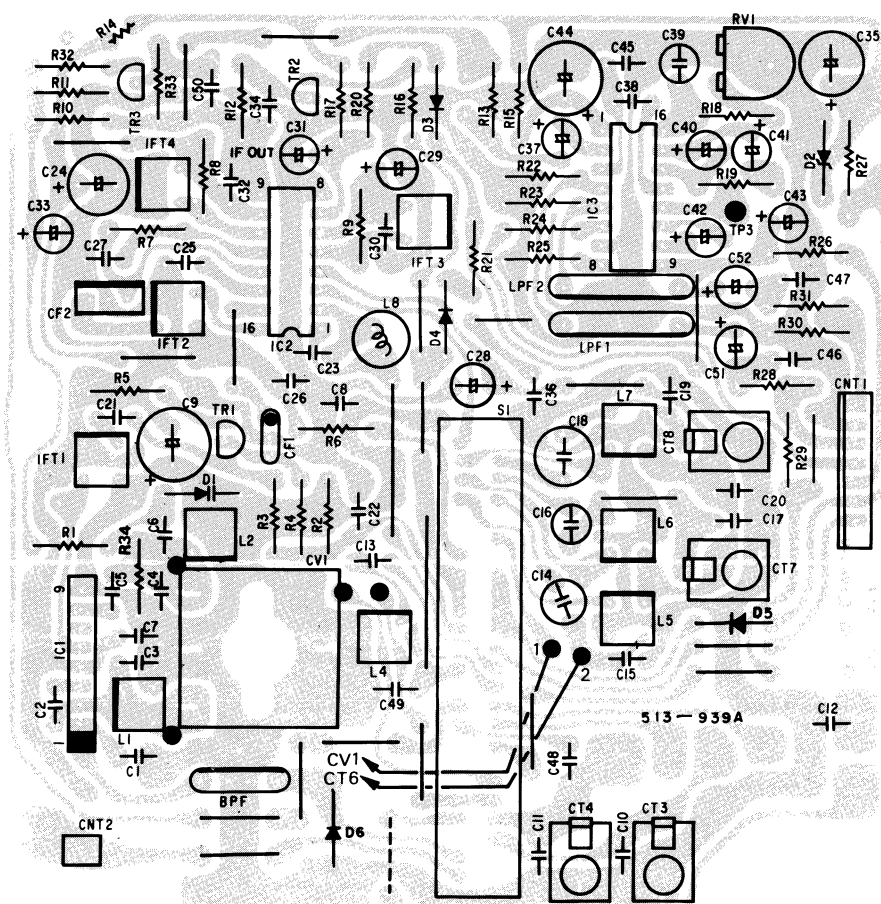 R14
C44
C45
C39
RV1
C35
R32
R11
R10
TR3
R33
C50
R12
C34
TR2
R17
R20
R16
D3
R13
R15
C38
R18
1
16
IFT4
IF OUT
C31
C37
C40
C41
D2
R27
C24
R8
C32
9
8
C29
R22
R23
R24
R25
IC3
R19
C33
R7
R9
C30
IFT3
R21
C42
TP3
C43
R26
C27
C25
8
9
C52
C47
LPF2
CF2
IFT2
16
1
IC2
L8
D4
LPF1
R31
R30
C23
C51
C46
R5
C26
C8
C28
C36
L7
C19
R28
CNT1
C21
C9
TR1
CF1
R6
S1
C18
CT8
R29
IFT1
D1
C20
R1
R34
C6
L2
R3
R4
R2
C22
C16
L6
C17
CV1
C13
CT7
9
C5
C4
C14
IC1
C7
C3
L5
D5
L4
1
2
C15
C2
C49
L1
1
C1
513-939A
C12
CV1
CT6
C48
BPF
CNT2
D6
C11
CT4
C10
CT3